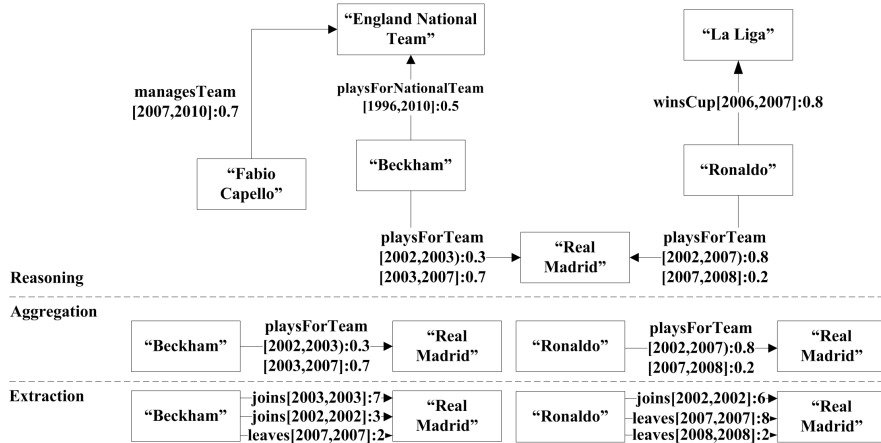 “England National
Team”
“La Liga”
managesTeam
[2007,2010]:0.7
playsForNationalTeam
[1996,2010]:0.5
winsCup[2006,2007]:0.8
“Fabio
Capello”
“Beckham”
“Ronaldo”
playsForTeam
[2002,2003):0.3
[2003,2007]:0.7
“Real
Madrid”
playsForTeam
[2002,2007):0.8
[2007,2008]:0.2
Reasoning
Aggregation
“Beckham”
playsForTeam
[2002,2003):0.3
[2003,2007]:0.7
“Real
Madrid”
“Ronaldo”
playsForTeam
[2002,2007):0.8
[2007,2008]:0.2
“Real
Madrid”
Extraction
“Beckham”
joins[2003,2003]:7
joins[2002,2002]:3
leaves[2007,2007]:2
“Real
Madrid”
“Ronaldo”
joins[2002,2002]:6
leaves[2007,2007]:8
leaves[2008,2008]:2
“Real
Madrid”